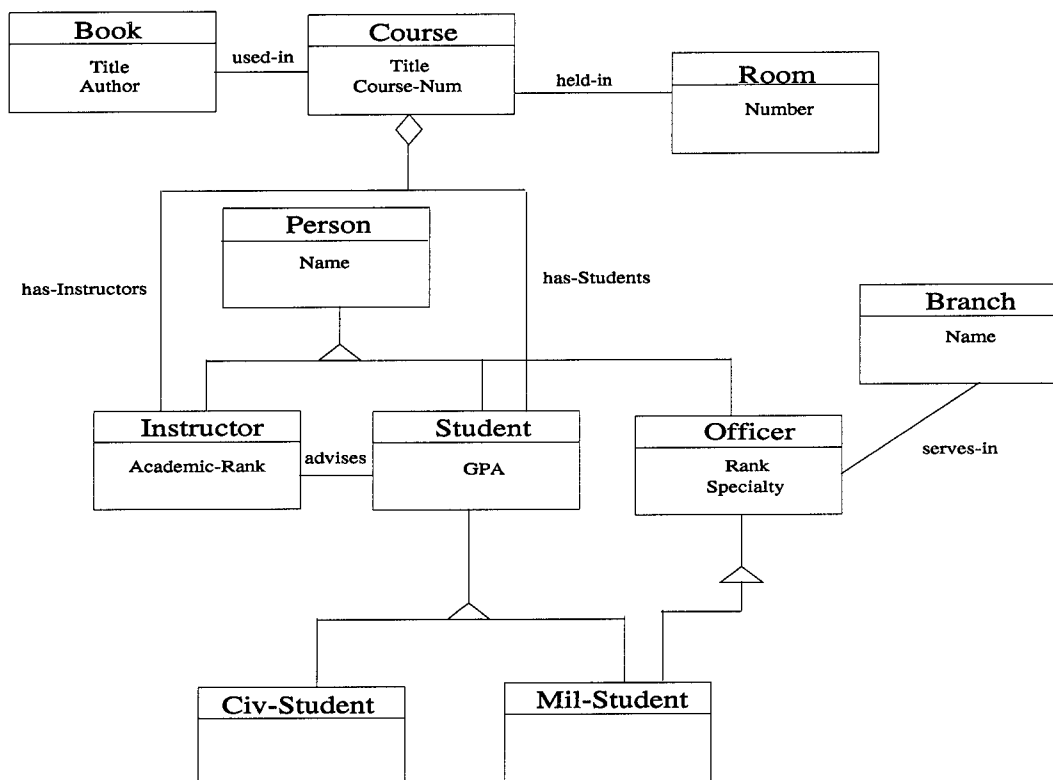 Book
Title
Author
used-in
Course
Title
Course-Num
held-in
Room
Number
Person
Name
has-Instructors
has-Students
Branch
Name
Instructor
Academic-Rank
advises
Student
GPA
Officer
Rank
Specialty
serves-in
Civ-Student
Mil-Student